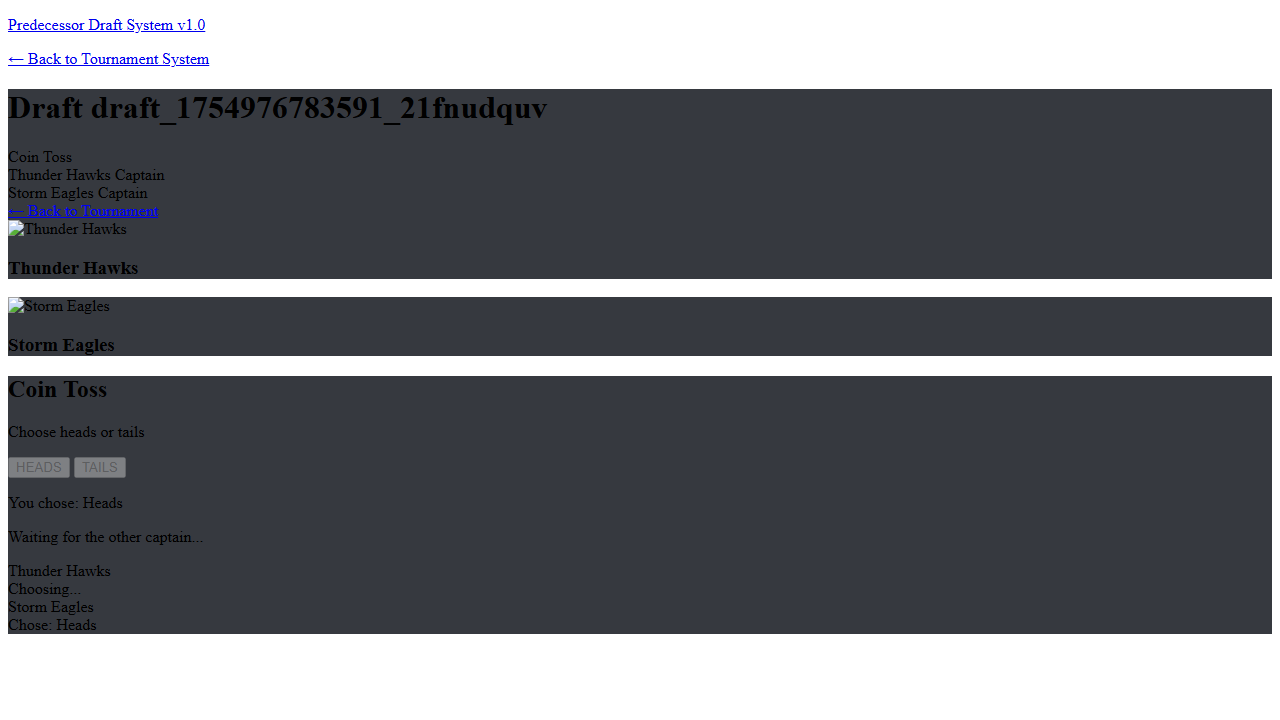 Predecessor Draft System v1.0
← Back to Tournament System
Draft draft_1754976783591_21fnudquv
Coin Toss
Thunder Hawks Captain
Storm Eagles Captain
← Back to Tournament
Thunder Hawks
Thunder Hawks
Storm Eagles
Storm Eagles
Coin Toss
Choose heads or tails
HEADS TAILS
You chose: Heads
Waiting for the other captain...
Thunder Hawks
Choosing...
Storm Eagles
Chose: Heads